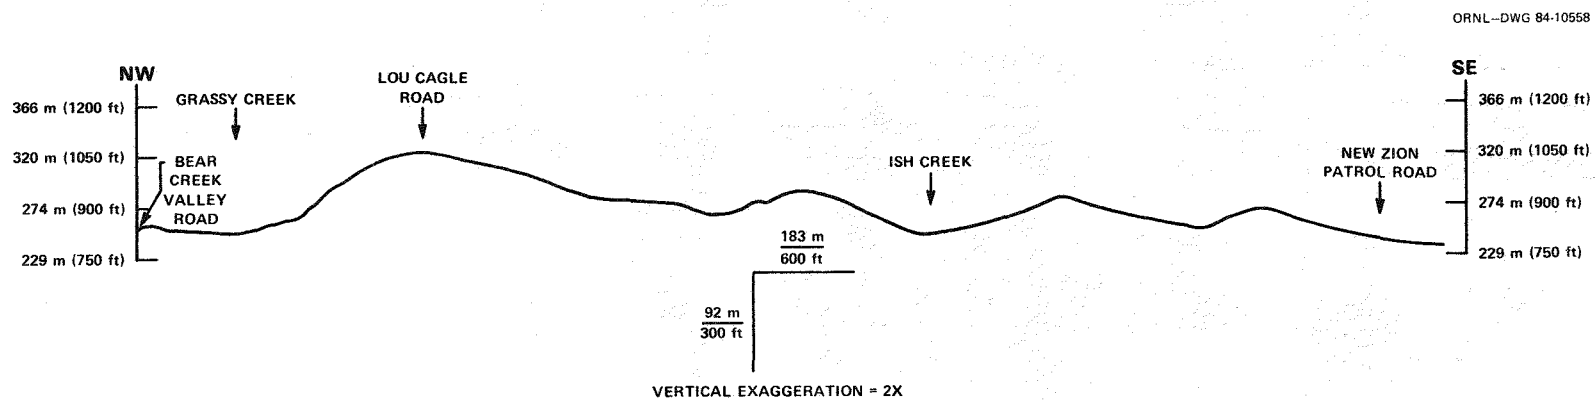 ORNL--DWG 84-10558
NW
SE
LOU CAGLE
ROAD
GRASSY CREEK
366 m (1200 ft)
366 m (1200 ft)
320 m (1050 ft)
320 m (1050 ft)
BEAR
CREEK
VALLEY
ROAD
ISH CREEK
NEW ZION
PATROL ROAD
274 m (900 ft)
274 m (900 ft)
229 m (750 ft)
229 m (750 ft)
183 m
600 ft
92 m
300 ft
VERTICAL EXAGGERATION = 2X